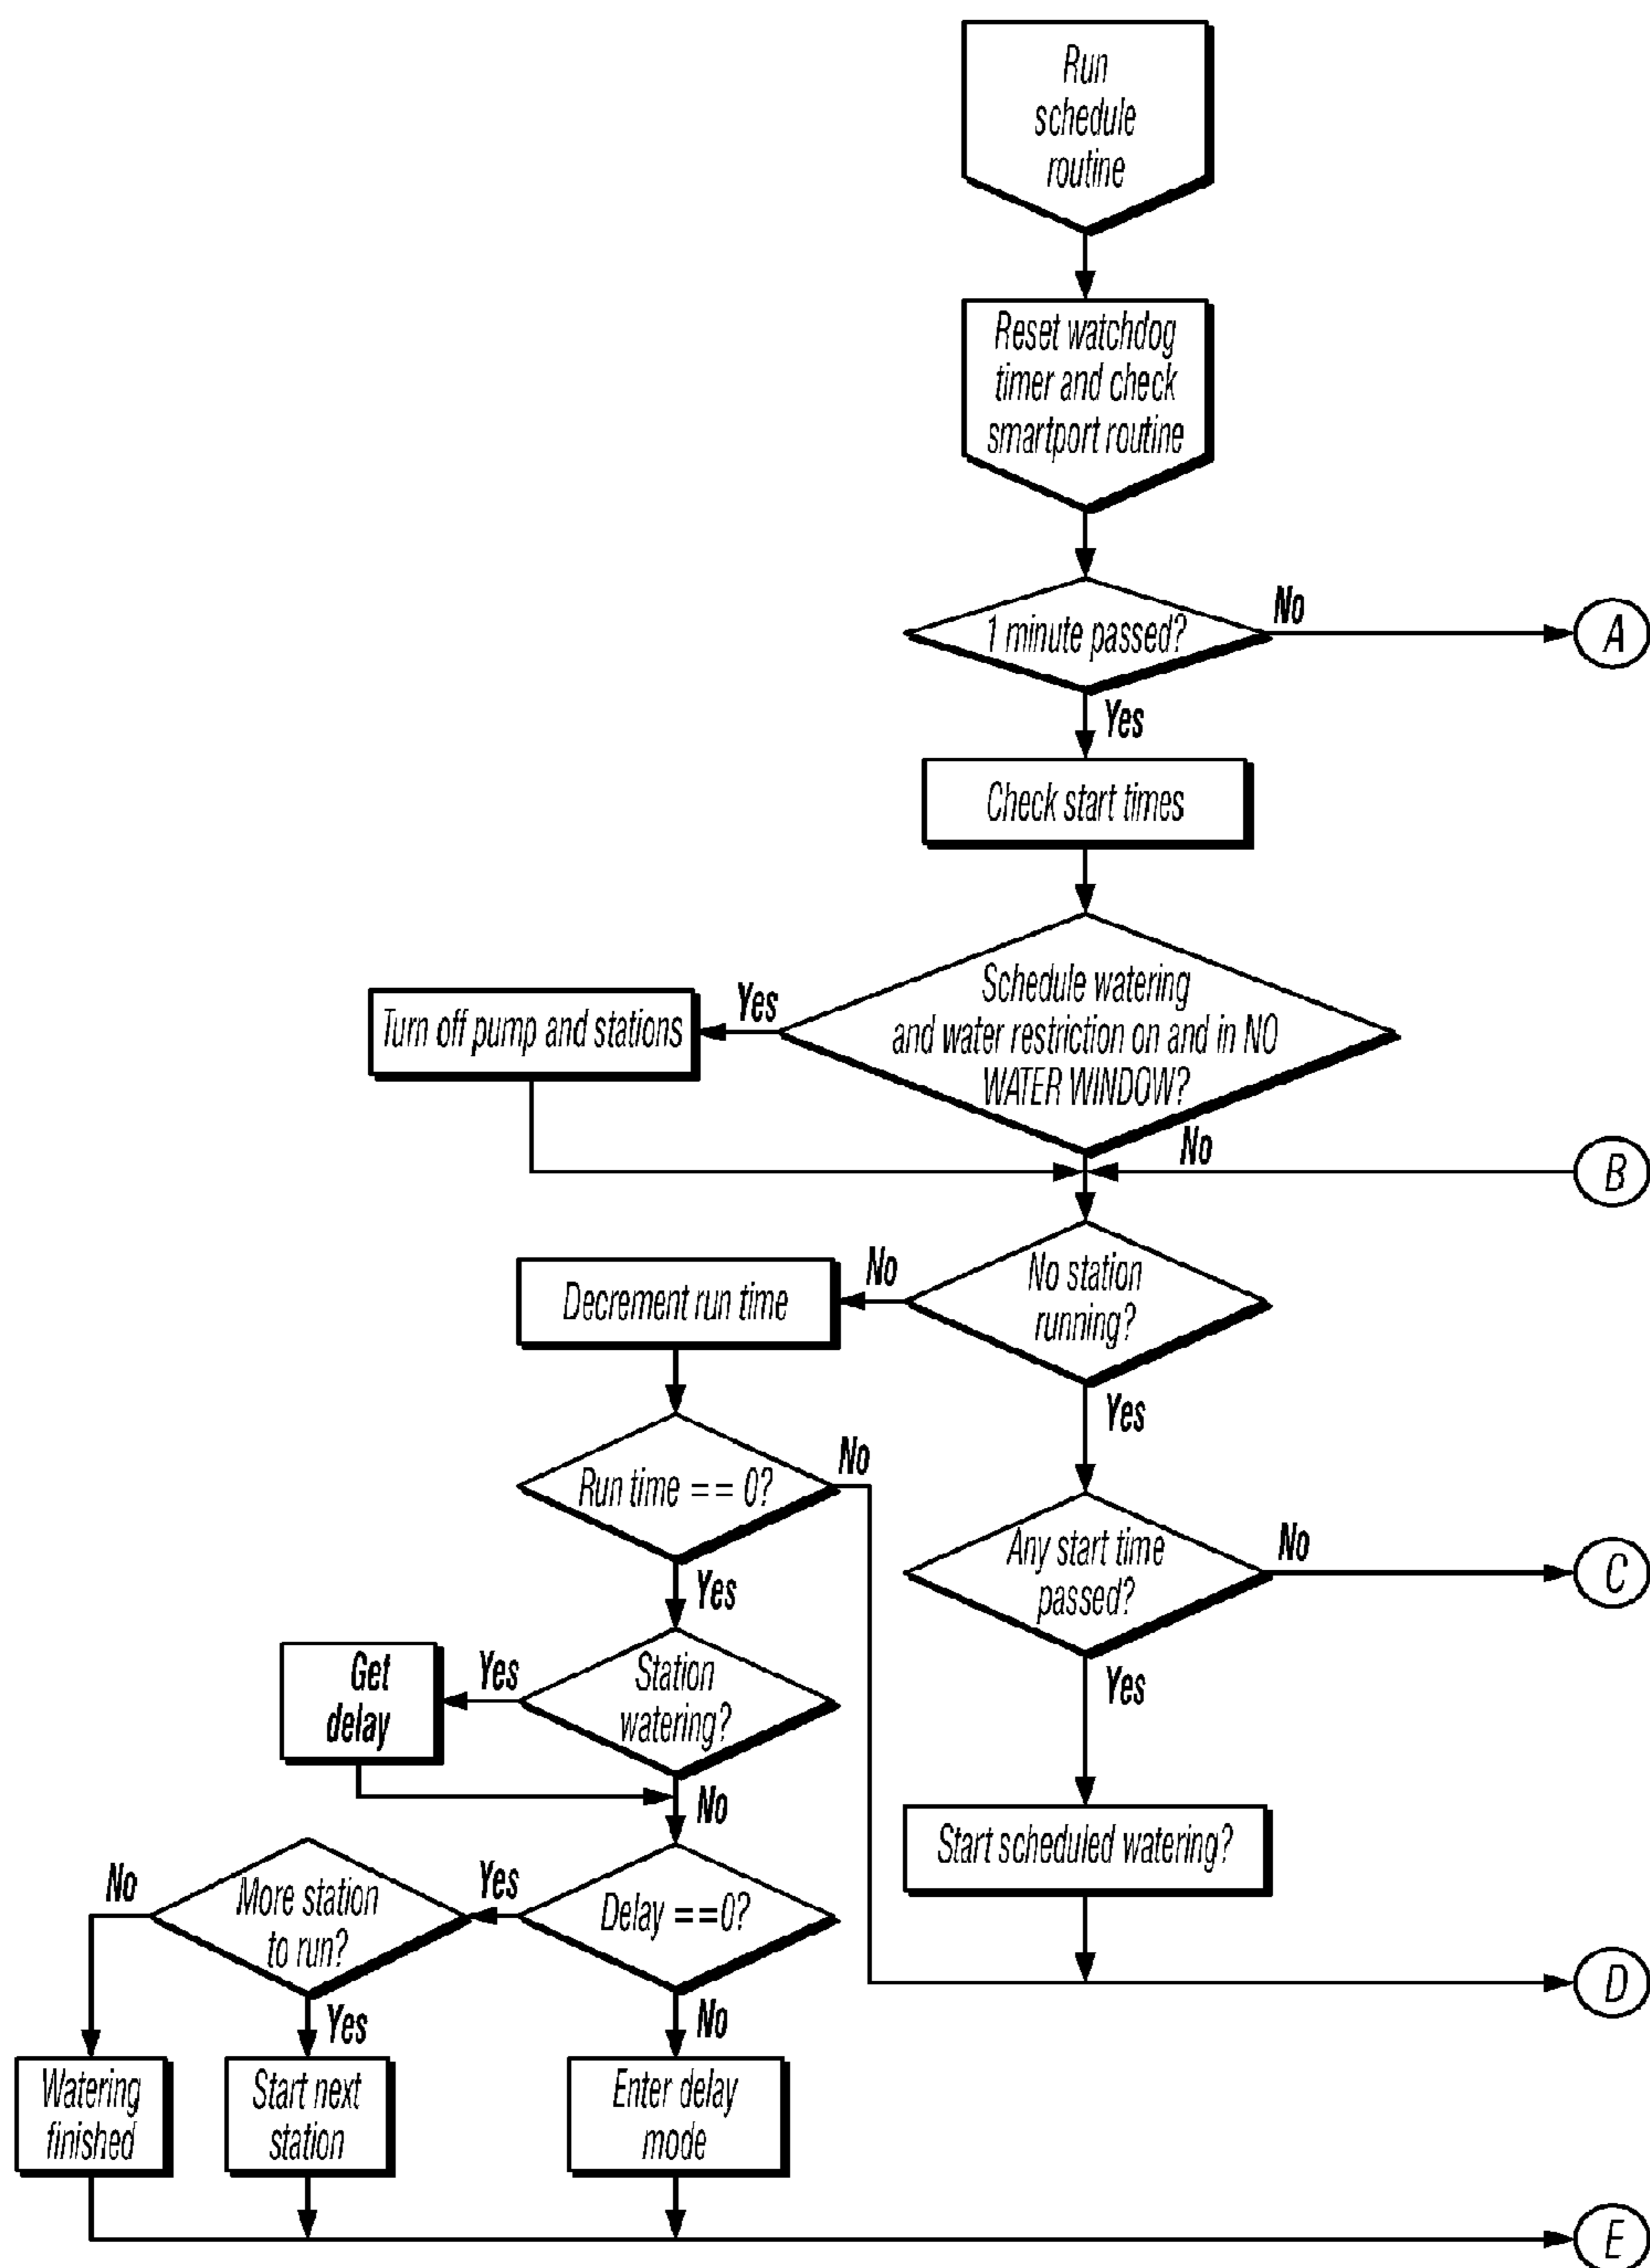 Run
schedule
routine
Reset watchdog
timer and check
smartport routine
1 minute passed?
No
A
Yes
Check start times
Schedule watering
and water restriction on and in NO
WATER WINDOW?
Yes
Turn off pump and stations
No
B
No station
running?
No
Decrement run time
Yes
Run time == 0?
No
Any start time
passed?
No
C
Yes
Station
watering?
Yes
Get
delay
Yes
No
Start scheduled watering?
Delay ==0?
Yes
More station
to run?
No
D
Yes
No
Watering
finished
Start next
station
Enter delay
mode
E